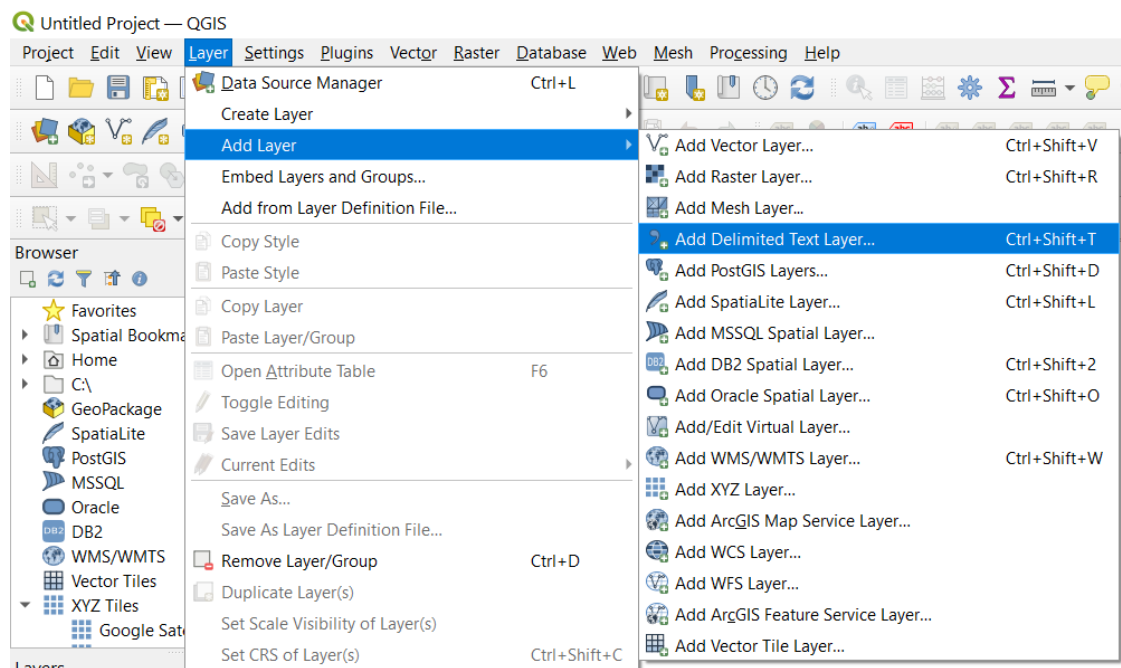 Untitled Project — QGIS
Project Edit View Layer Settings Plugins Vector Raster Database Web Mesh Processing Help
Data Source Manager Ctrl+L
Create Layer
Add Layer
Embed Layers and Groups...
Add from Layer Definition File...
Copy Style
Paste Style
Copy Layer
Paste Layer/Group
Open Attribute Table F6
Toggle Editing
Save Layer Edits
Current Edits
Save As...
Save As Layer Definition File...
Remove Layer/Group Ctrl+D
Duplicate Layer(s)
Set Scale Visibility of Layer(s)
Set CRS of Layer(s) Ctrl+Shift+C
Add Vector Layer... Ctrl+Shift+V
Add Raster Layer... Ctrl+Shift+R
Add Mesh Layer...
Add Delimited Text Layer... Ctrl+Shift+T
Add PostGIS Layers... Ctrl+Shift+D
Add SpatiaLite Layer... Ctrl+Shift+L
Add MSSQL Spatial Layer...
DB2 Add DB2 Spatial Layer... Ctrl+Shift+2
Add Oracle Spatial Layer... Ctrl+Shift+O
Add/Edit Virtual Layer...
Add WMS/WMTS Layer... Ctrl+Shift+W
Add XYZ Layer...
Add ArcGIS Map Service Layer...
Add WCS Layer...
Add WFS Layer...
Add ArcGIS Feature Service Layer...
Add Vector Tile Layer...
Browser
Favorites
Spatial Bookma
Home
C:\
GeoPackage
SpatiaLite
PostGIS
MSSQL
Oracle
DB2 DB2
WMS/WMTS
Vector Tiles
XYZ Tiles
Google Sat
Layers